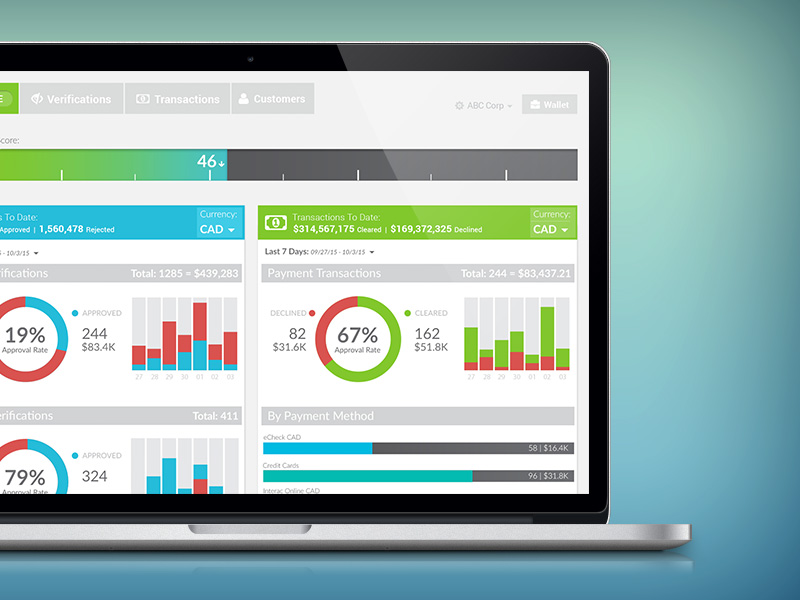 E
Verifications
Transactions
Customers
ABC Corp
Wallet
core:
46
s To Date:
Approved | 1,560,478 Rejected
Currency:
CAD
Transactions To Date:
$314,567,175 Cleared | $169,372,325 Declined
Currency:
CAD
- 10/3/15
Last 7 Days: 09/27/15 - 10/3/15
ifications
Total: 1285 = $439,283
Payment Transactions
Total: 244 = $83,437.21
19%
Approval Rate
APPROVED
244
$83.4K
27 28 29 30 01 02 03
DECLINED
82
$31.6K
67%
Approval Rate
CLEARED
162
$51.8K
27 28 29 30 01 02 03
erifications
Total: 411
By Payment Method
79%
Approval Rate
APPROVED
324
eCheck CAD
58 | $16.4K
Credit Cards
96 | $31.8K
Interac Online CAD